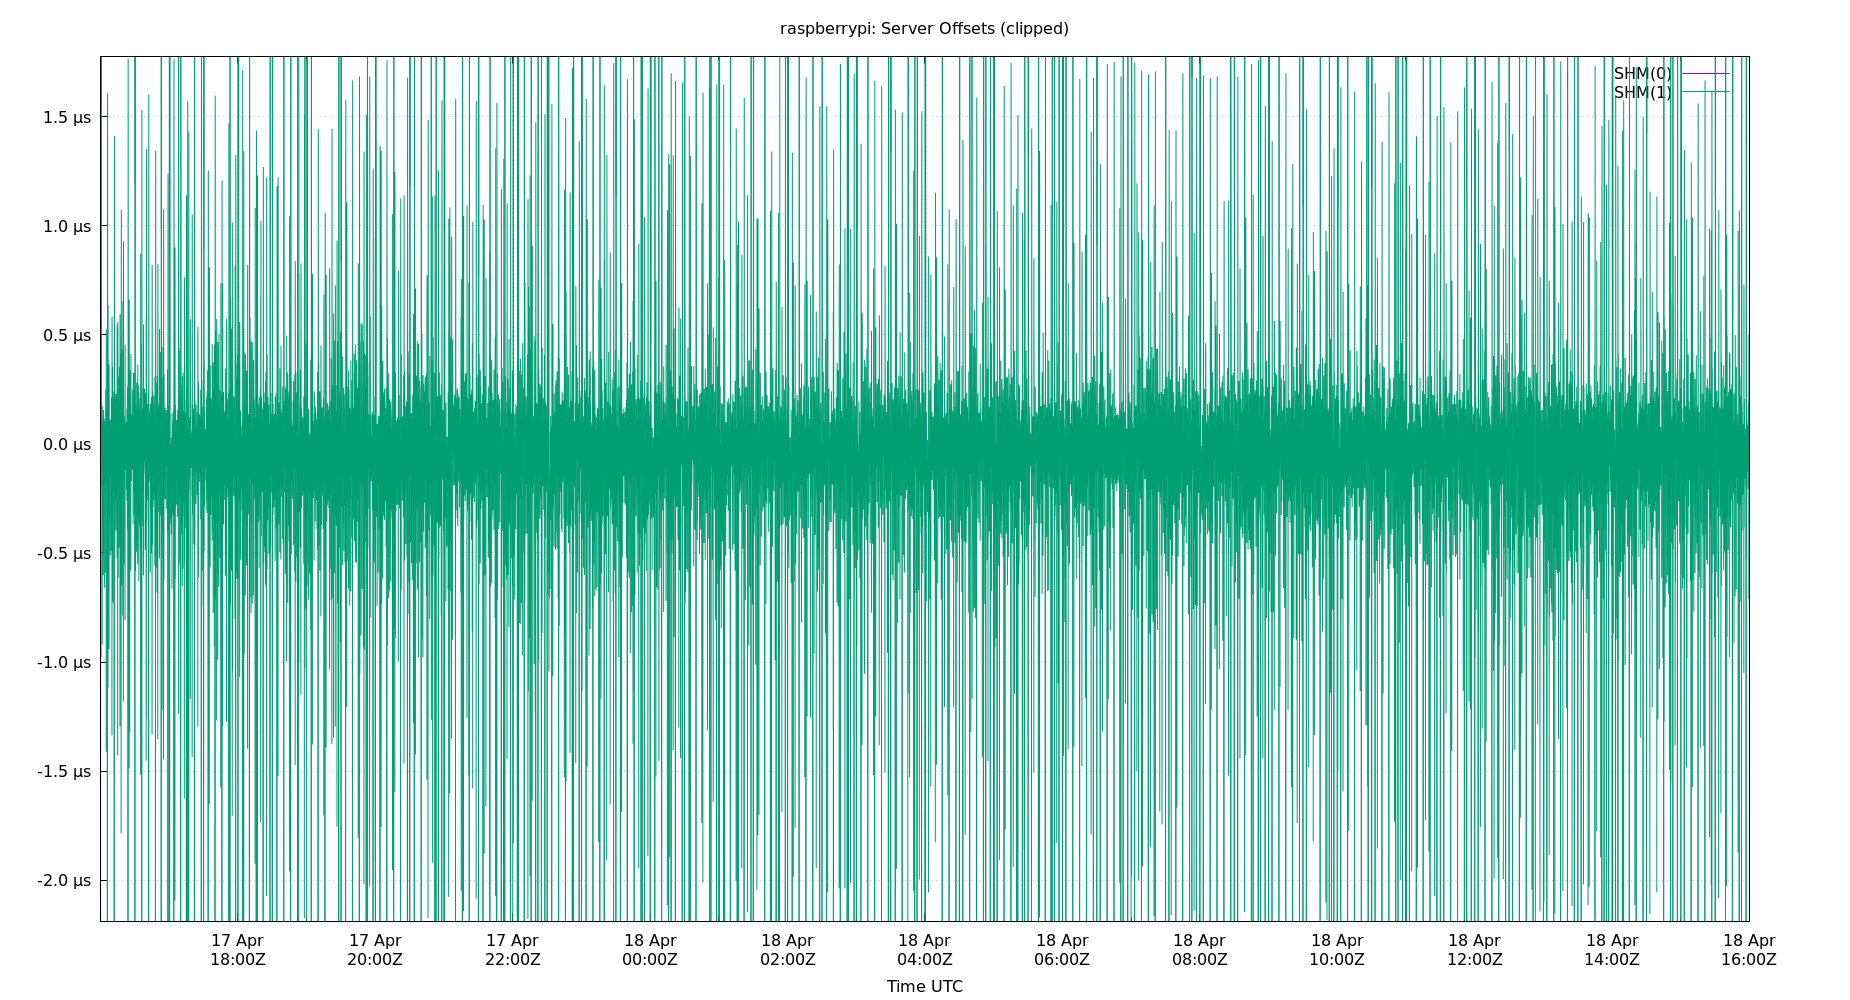 raspberrypi: Server Offsets (clipped)
SHM(0)
SHM(1)
1.5 µs
1.0 µs
0.5 µs
0.0 µs
-0.5 µs
-1.0 µs
-1.5 µs
-2.0 µs
17 Apr 17 Apr 17 Apr 18 Apr 18 Apr 18 Apr 18 Apr 18 Apr 18 Apr 18 Apr 18 Apr 18 Apr
18:00Z 20:00Z 22:00Z 00:00Z 02:00Z 04:00Z 06:00Z 08:00Z 10:00Z 12:00Z 14:00Z 16:00Z
Time UTC